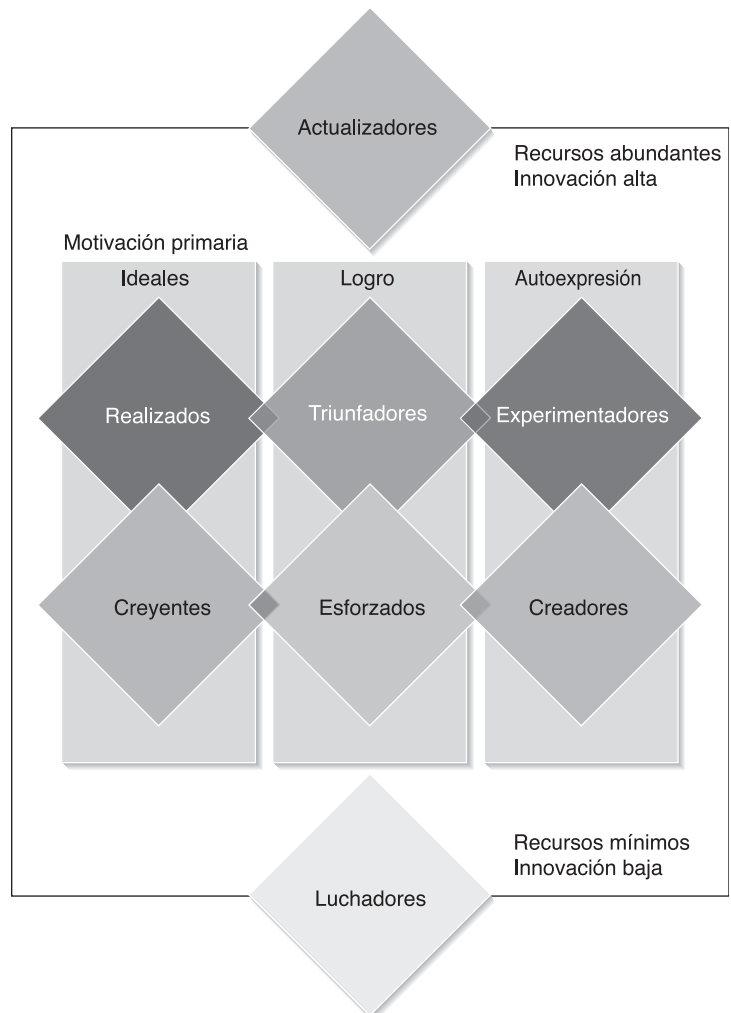 Actualizadores
Recursos abundantes
Innovación alta
Motivación primaria
Ideales
Logro
Autoexpresión
Realizados
Triunfadores
Experimentadores
Creyentes
Esforzados
Creadores
Recursos mínimos
Innovación baja
Luchadores